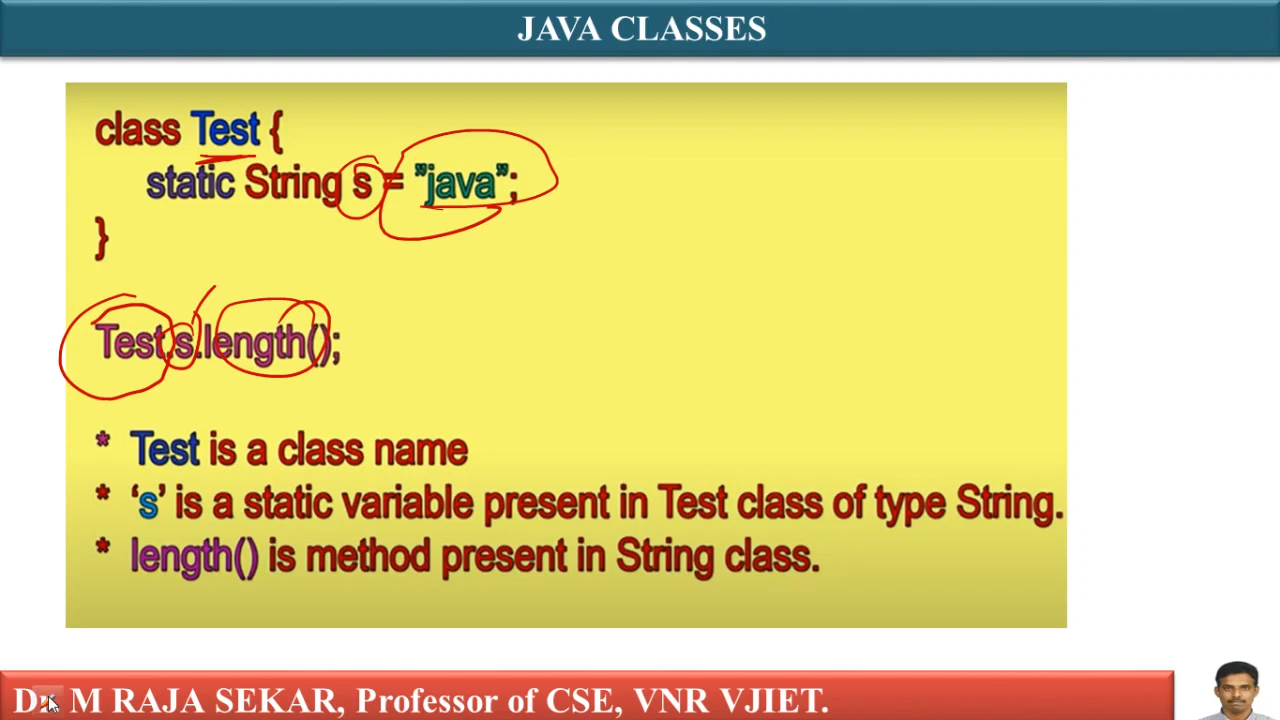 JAVA CLASSES
class Test {
static String s = ”java”;
}
Test.s.length();
* Test is a class name
* ‘s’ is a static variable present in Test class of type String.
* length() is method present in String class.
Dr. M RAJA SEKAR, Professor of CSE, VNR VJIET.